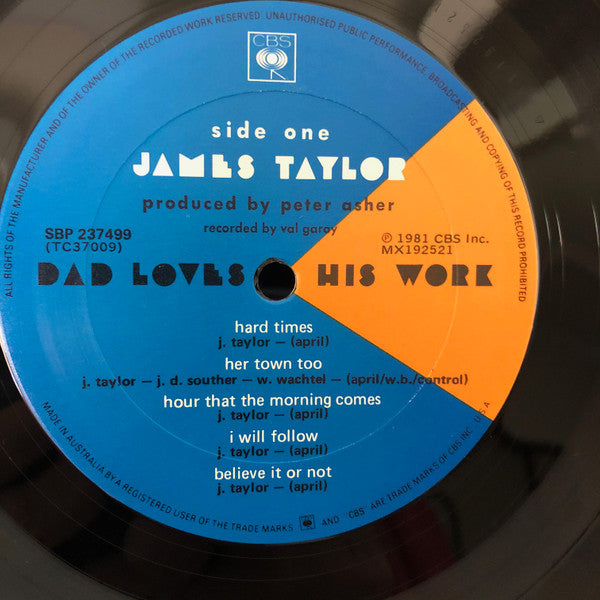 ALL RIGHTS OF THE MANUFACTURER AND OF THE OWNER OF THE RECORDED WORK RESERVED. UNAUTHORISED PUBLIC PERFORMANCE, BROADCASTING AND COPYING OF THIS RECORD PROHIBITED
CBS
side one
JAMES TAYLOR
produced by peter asher
recorded by val garay
SBP 237499
(TC37009)
℗ 1981 CBS Inc.
MX192521
DAD LOVES HIS WORK
hard times
j. taylor — (april)
her town too
j. taylor — j. d. souther — w. wachtel — (april/w.b./control)
hour that the morning comes
j. taylor — (april)
i will follow
j. taylor — (april)
believe it or not
j. taylor — (april)
MADE IN AUSTRALIA BY A REGISTERED USER OF THE TRADE MARKS AND "CBS" ARE TRADE MARKS OF CBS INC. U.S.A